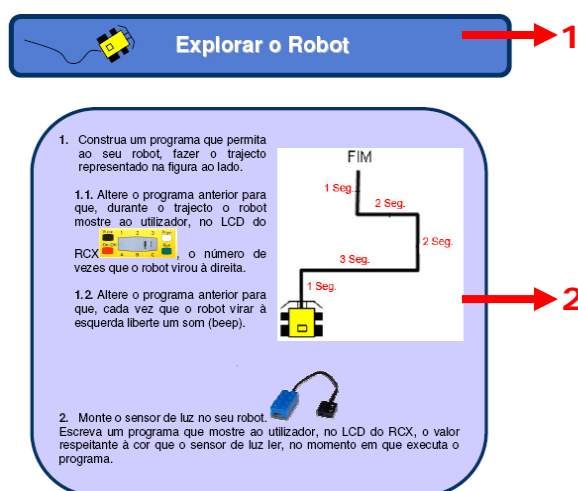 Explorar o Robot
1
1. Construa um programa que permita
ao seu robot, fazer o trajecto
representado na figura ao lado.
1.1. Altere o programa anterior para
que, durante o trajecto o robot
mostre ao utilizador, no LCD do
RCX , o número de
vezes que o robot virou à direita.
1.2. Altere o programa anterior para
que, cada vez que o robot virar à
esquerda liberte um som (beep).
FIM
1 Seg.
2 Seg.
2 Seg.
3 Seg.
1 Seg.
2
2. Monte o sensor de luz no seu robot.
Escreva um programa que mostre ao utilizador, no LCD do RCX, o valor
respeitante à cor que o sensor de luz ler, no momento em que executa o
programa.